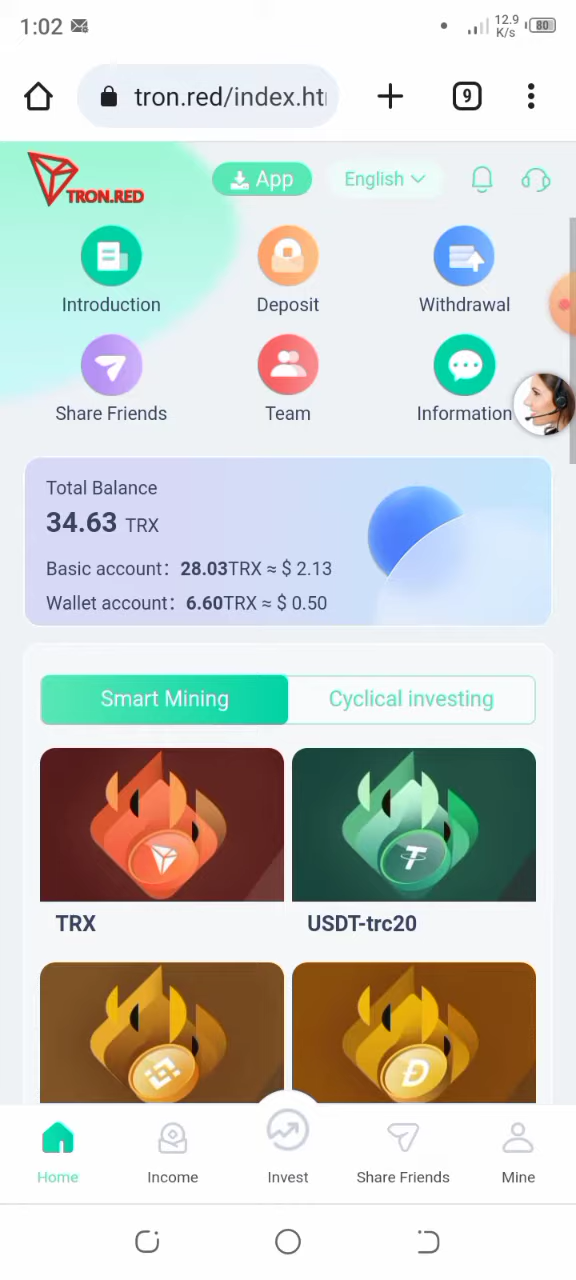 1:02
12.9
K/s
80
tron.red/index.ht
9
TRON.RED
App
English
Introduction
Deposit
Withdrawal
Share Friends
Team
Information
Total Balance
34.63 TRX
Basic account：28.03TRX ≈ $ 2.13
Wallet account：6.60TRX ≈ $ 0.50
Smart Mining
Cyclical investing
TRX
USDT-trc20
Home
Income
Invest
Share Friends
Mine